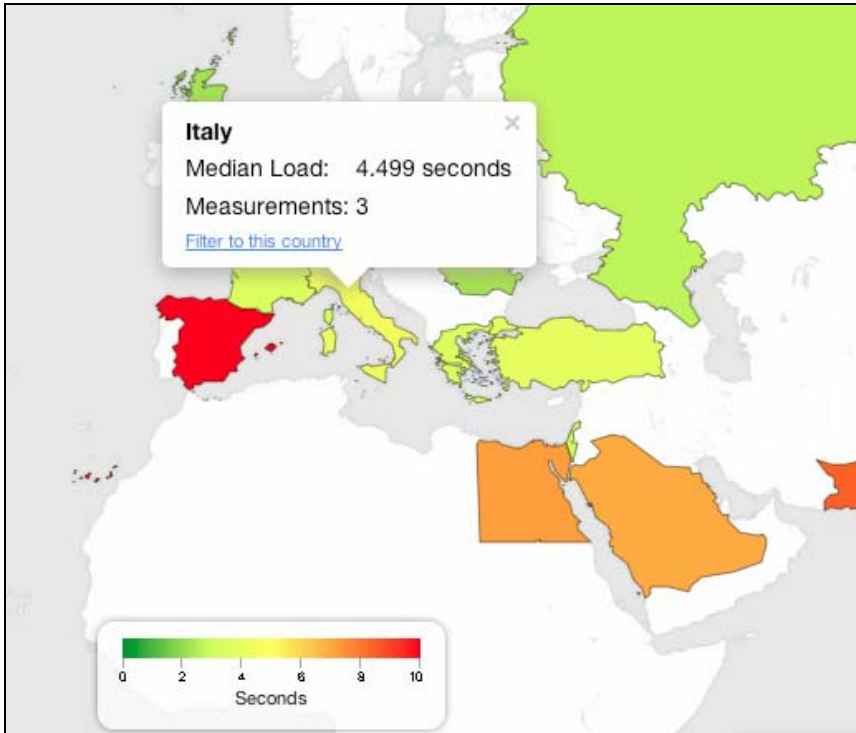 Italy
Median Load: 4.499 seconds
Measurements: 3
Filter to this country
0 2 4 6 8 10
Seconds